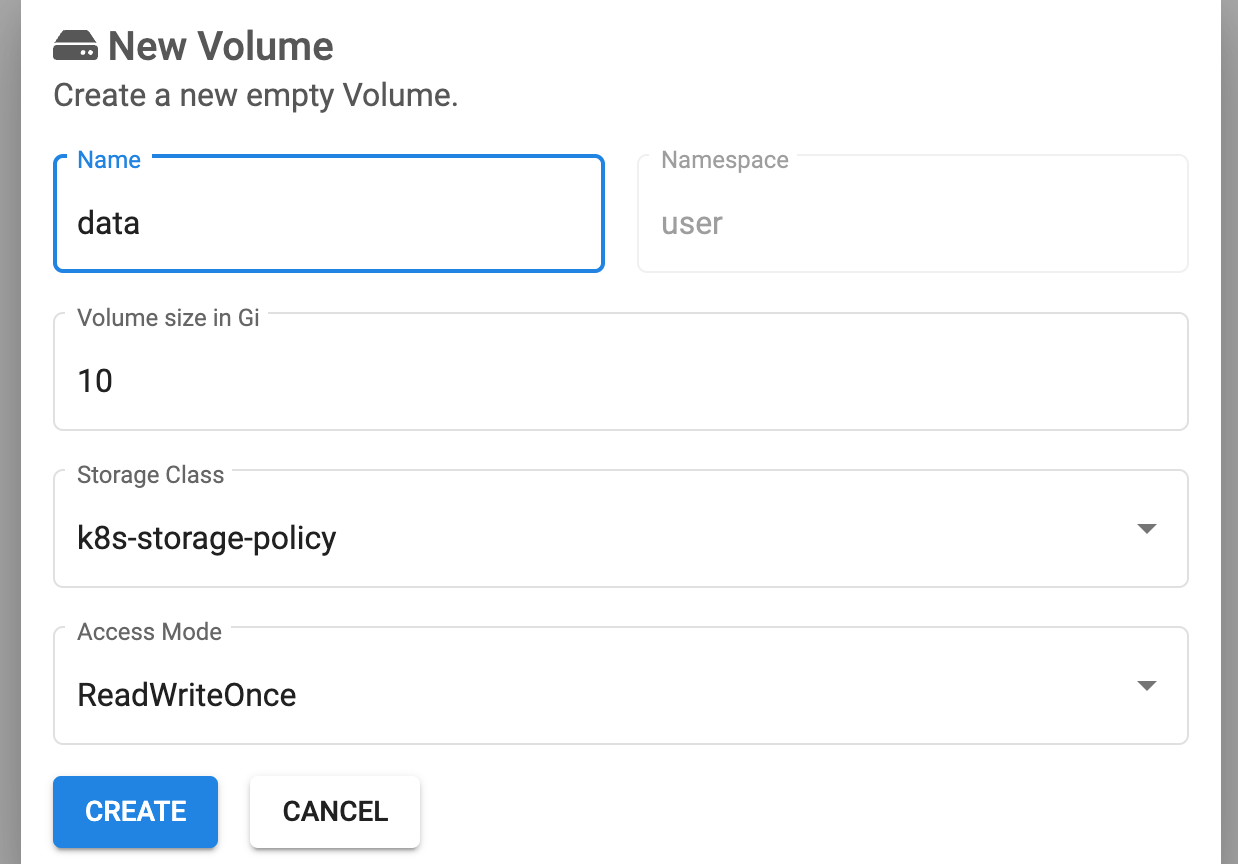 New Volume
Create a new empty Volume.
Name
data
Namespace
user
Volume size in Gi
10
Storage Class
k8s-storage-policy
Access Mode
ReadWriteOnce
CREATE
CANCEL